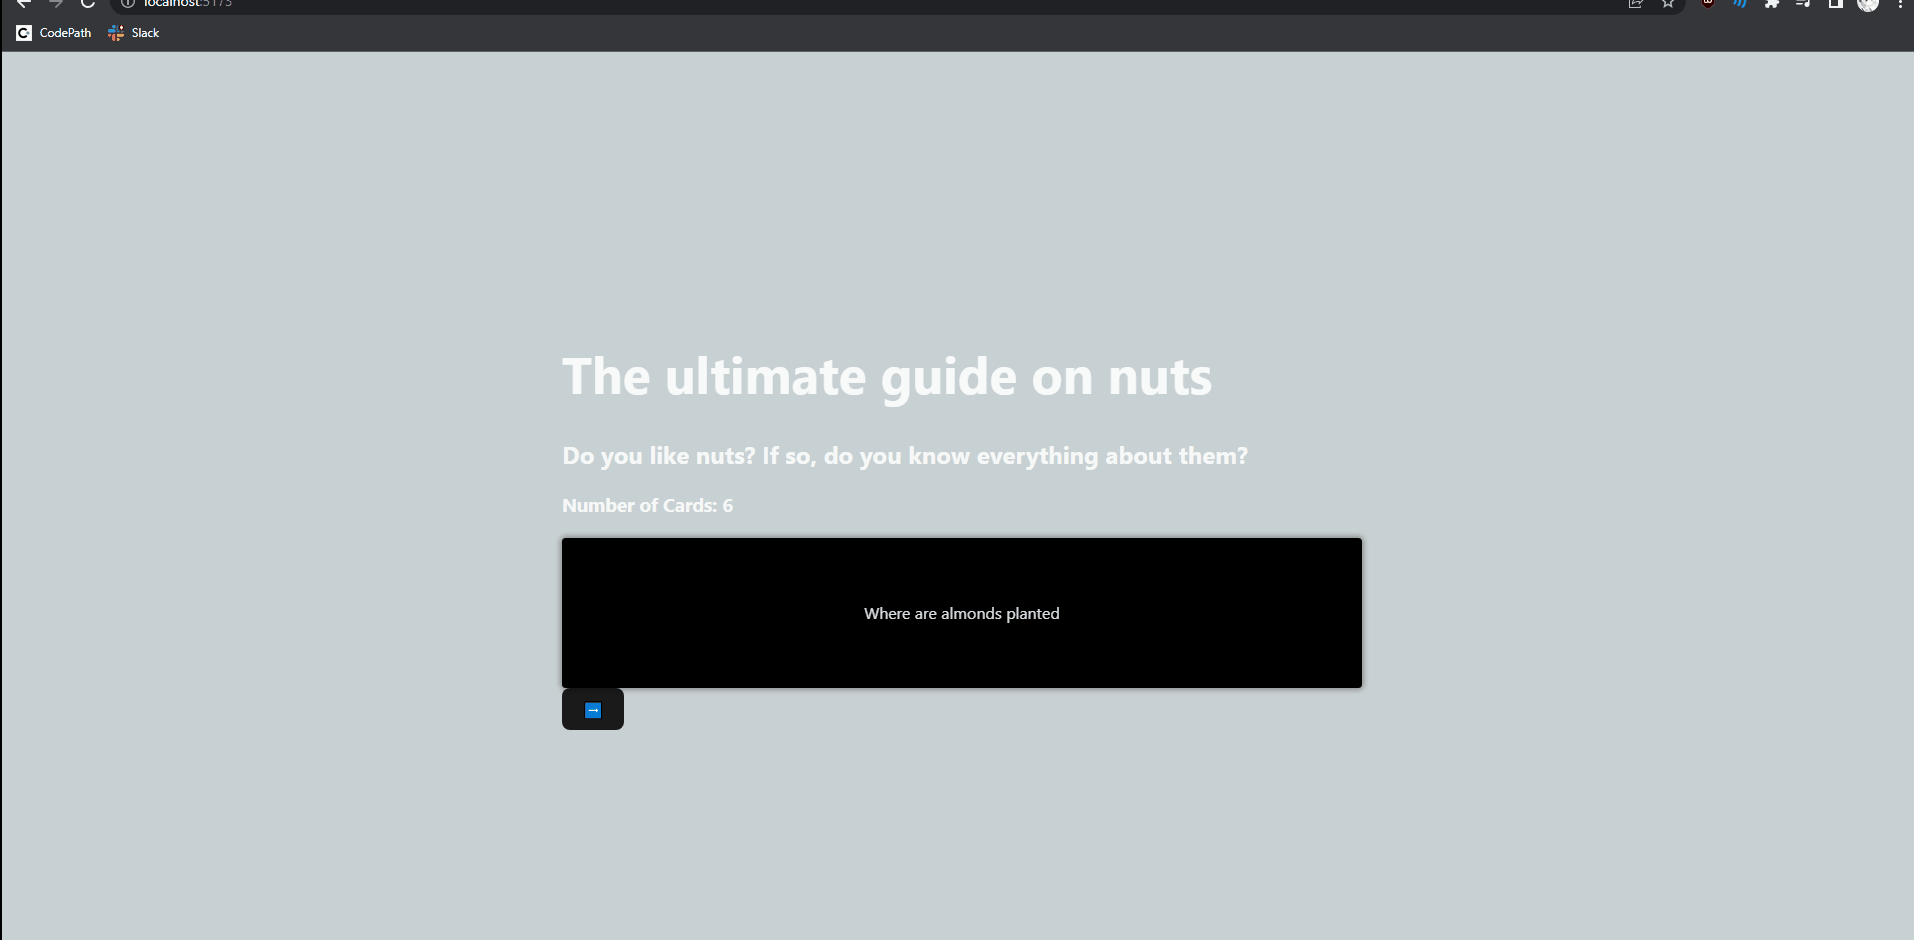 localhost:5173
CodePath Slack
The ultimate guide on nuts
Do you like nuts? If so, do you know everything about them?
Number of Cards: 6
Where are almonds planted
→